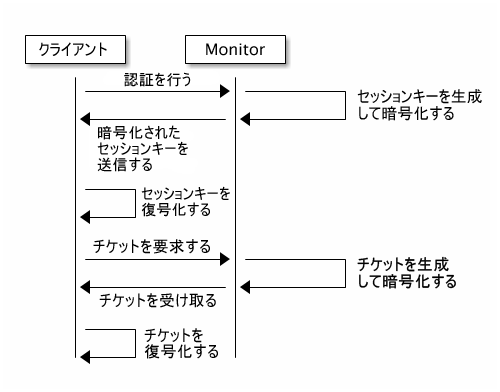 クライアント
Monitor
認証を行う
セッションキーを生成
して暗号化する
暗号化された
セッションキーを
送信する
セッションキーを
復号化する
チケットを要求する
チケットを生成
して暗号化する
チケットを受け取る
チケットを
復号化する